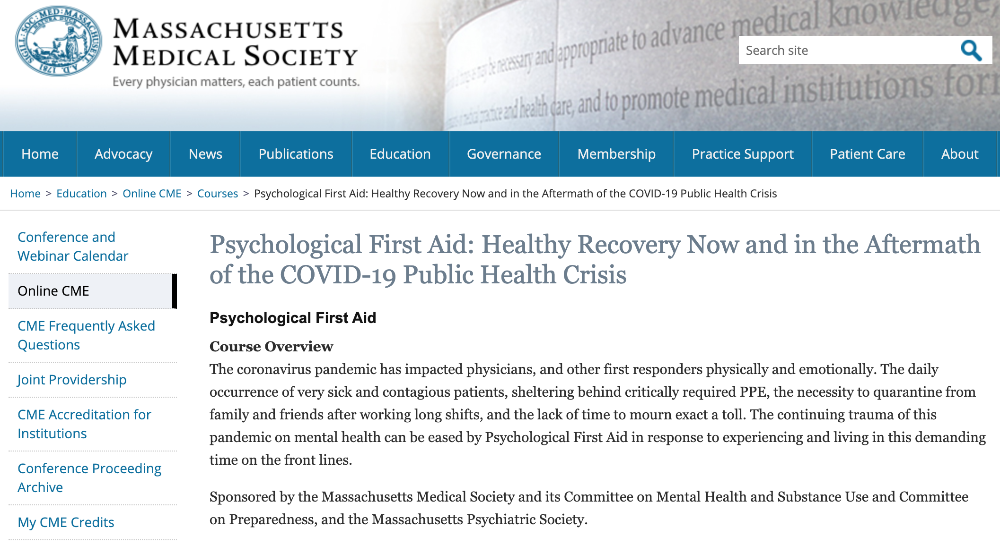 SIGILL: SOC: MED: MASSACHUSETT. A.D. 1781
MASSACHUSETTS
MEDICAL SOCIETY
Every physician matters, each patient counts.
may be necessary and appropriate to advance medical knowledge,
practice and health care, and to promote medical institutions for
Search site
Home
Advocacy
News
Publications
Education
Governance
Membership
Practice Support
Patient Care
About
Home > Education > Online CME > Courses > Psychological First Aid: Healthy Recovery Now and in the Aftermath of the COVID-19 Public Health Crisis
Conference and
Webinar Calendar
Online CME
CME Frequently Asked
Questions
Joint Providership
CME Accreditation for
Institutions
Conference Proceeding
Archive
My CME Credits
Psychological First Aid: Healthy Recovery Now and in the Aftermath
of the COVID-19 Public Health Crisis
Psychological First Aid
Course Overview
The coronavirus pandemic has impacted physicians, and other first responders physically and emotionally. The daily
occurrence of very sick and contagious patients, sheltering behind critically required PPE, the necessity to quarantine from
family and friends after working long shifts, and the lack of time to mourn exact a toll. The continuing trauma of this
pandemic on mental health can be eased by Psychological First Aid in response to experiencing and living in this demanding
time on the front lines.
Sponsored by the Massachusetts Medical Society and its Committee on Mental Health and Substance Use and Committee
on Preparedness, and the Massachusetts Psychiatric Society.